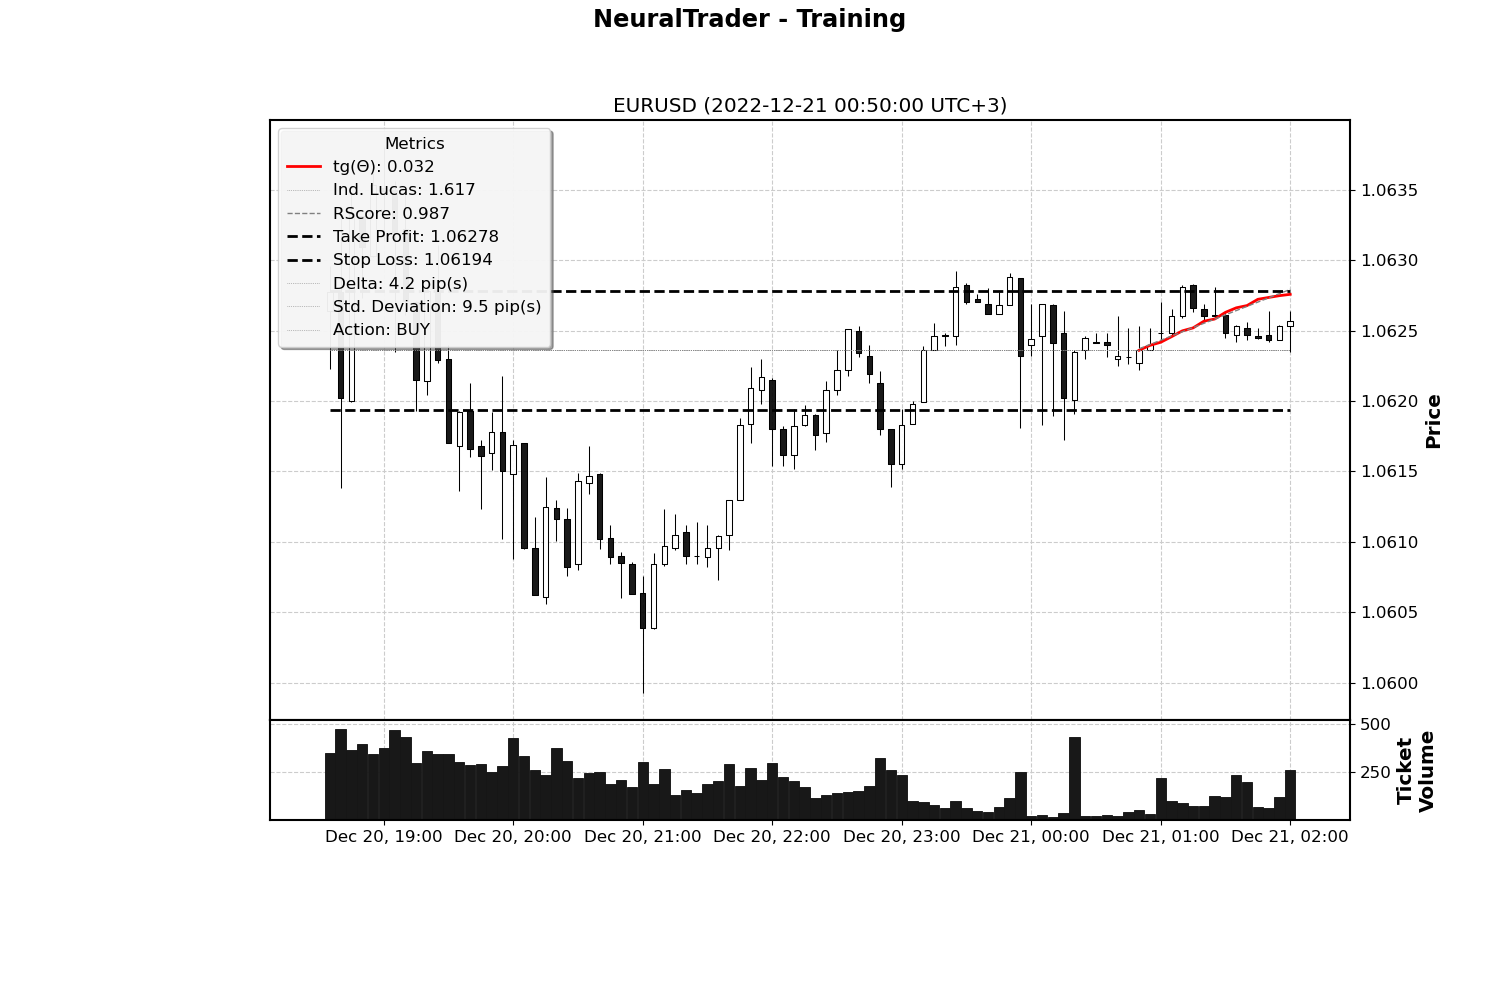 NeuralTrader - Training
EURUSD (2022-12-21 00:50:00 UTC+3)
Metrics
tg(Θ): 0.032
Ind. Lucas: 1.617
RScore: 0.987
Take Profit: 1.06278
Stop Loss: 1.06194
Delta: 4.2 pip(s)
Std. Deviation: 9.5 pip(s)
Action: BUY
1.0635
1.0630
1.0625
1.0620
1.0615
1.0610
1.0605
1.0600
Price
500
250
Ticket
Volume
Dec 20, 19:00 Dec 20, 20:00 Dec 20, 21:00 Dec 20, 22:00 Dec 20, 23:00 Dec 21, 00:00 Dec 21, 01:00 Dec 21, 02:00